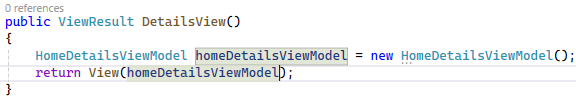 0 references
public ViewResult DetailsView()
{
HomeDetailsViewModel homeDetailsViewModel = new HomeDetailsViewModel();
return View(homeDetailsViewModel);
}